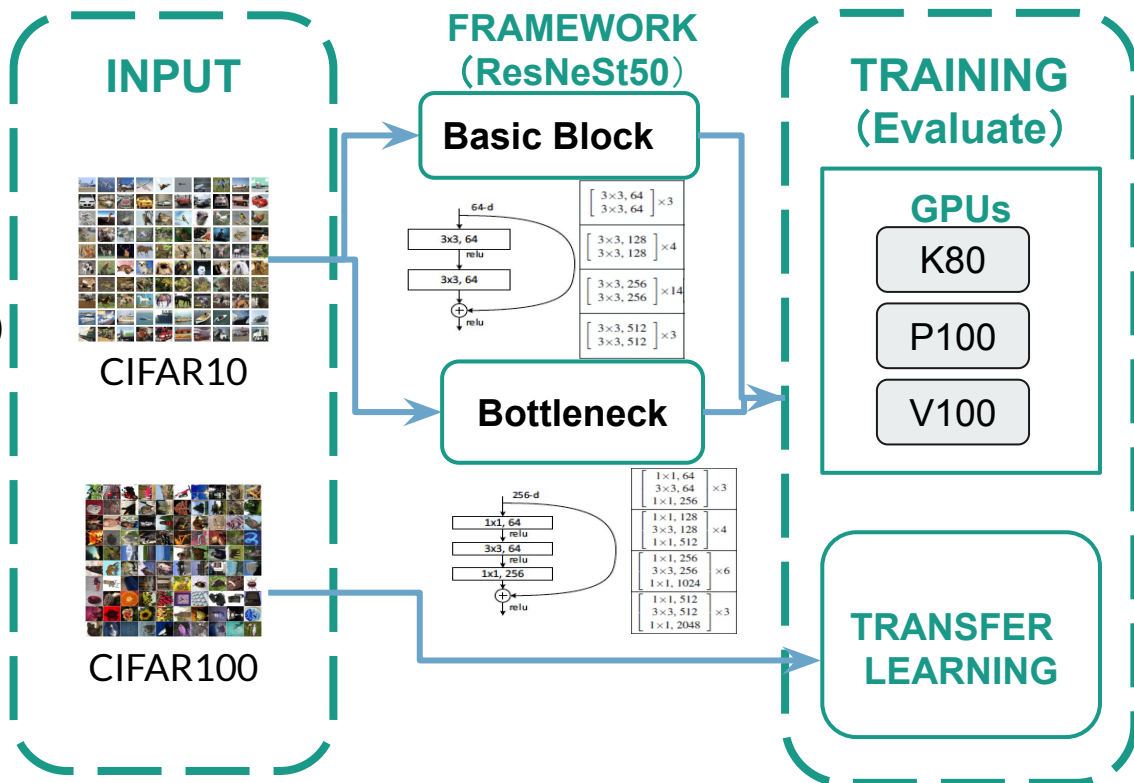 INPUT
CIFAR10
CIFAR100
FRAMEWORK
（ResNeSt50）
Basic Block
64-d
3x3, 64
relu
3x3, 64
relu
3×3, 64
3×3, 64
×3
3×3, 128
3×3, 128
×4
3×3, 256
3×3, 256
×14
3×3, 512
3×3, 512
×3
Bottleneck
256-d
1x1, 64
relu
3x3, 64
relu
1x1, 256
relu
1×1, 64
3×3, 64
1×1, 256
×3
1×1, 128
3×3, 128
1×1, 512
×4
1×1, 256
3×3, 256
1×1, 1024
×6
1×1, 512
3×3, 512
1×1, 2048
×3
TRAINING
（Evaluate）
GPUs
K80
P100
V100
TRANSFER
LEARNING